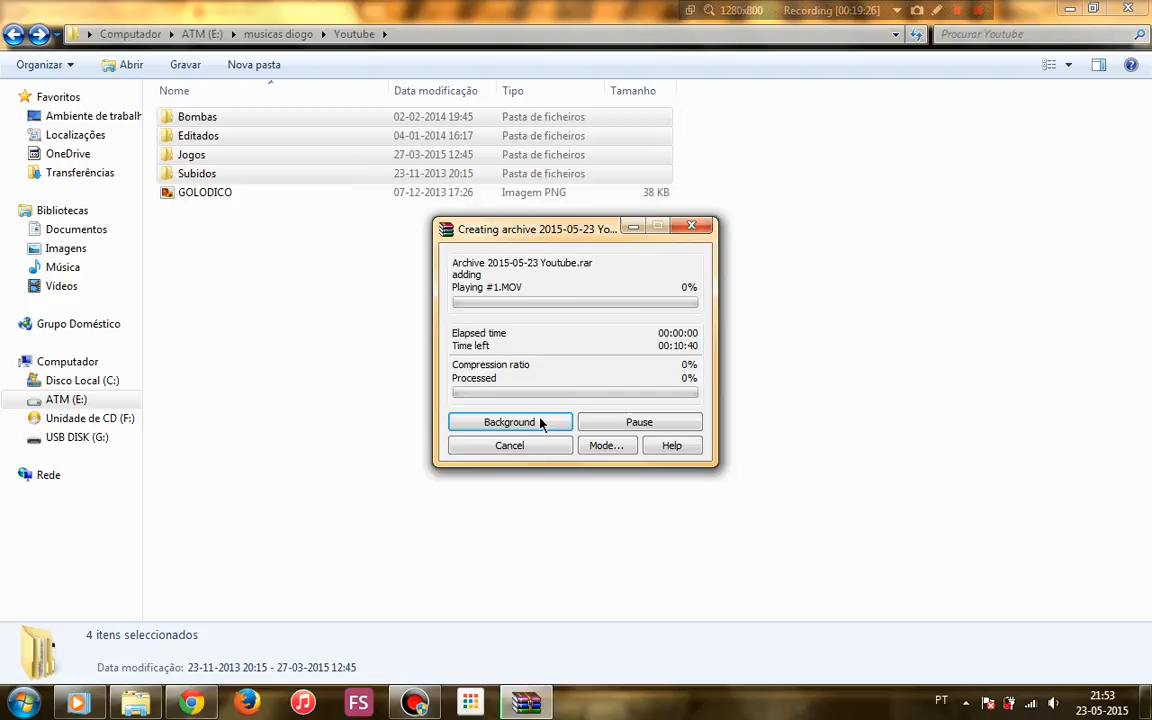 1280x800 Recording [00:19:26]
Computador ATM (E:) musicas diogo Youtube
Procurar Youtube
Organizar Abrir Gravar Nova pasta
Nome Data modificação Tipo Tamanho
Favoritos
Ambiente de trabalh
Localizações
OneDrive
Transferências
Bibliotecas
Documentos
Imagens
Música
Vídeos
Grupo Doméstico
Computador
Disco Local (C:)
ATM (E:)
Unidade de CD (F:)
USB DISK (G:)
Rede
Bombas 02-02-2014 19:45 Pasta de ficheiros
Editados 04-01-2014 16:17 Pasta de ficheiros
Jogos 27-03-2015 12:45 Pasta de ficheiros
Subidos 23-11-2013 20:15 Pasta de ficheiros
GOLODICO 07-12-2013 17:26 Imagem PNG 38 KB
Creating archive 2015-05-23 Yo...
Archive 2015-05-23 Youtube.rar
adding
Playing #1.MOV 0%
Elapsed time 00:00:00
Time left 00:10:40
Compression ratio 0%
Processed 0%
Background Pause
Cancel Mode... Help
4 itens seleccionados
Data modificação: 23-11-2013 20:15 - 27-03-2015 12:45
FS
PT
21:53
23-05-2015